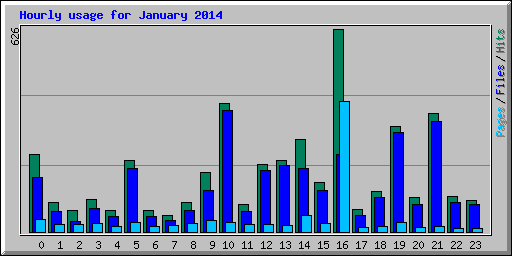 Hourly usage for January 2014
626
Pages/Files/Hits
0 1 2 3 4 5 6 7 8 9 10 11 12 13 14 15 16 17 18 19 20 21 22 23